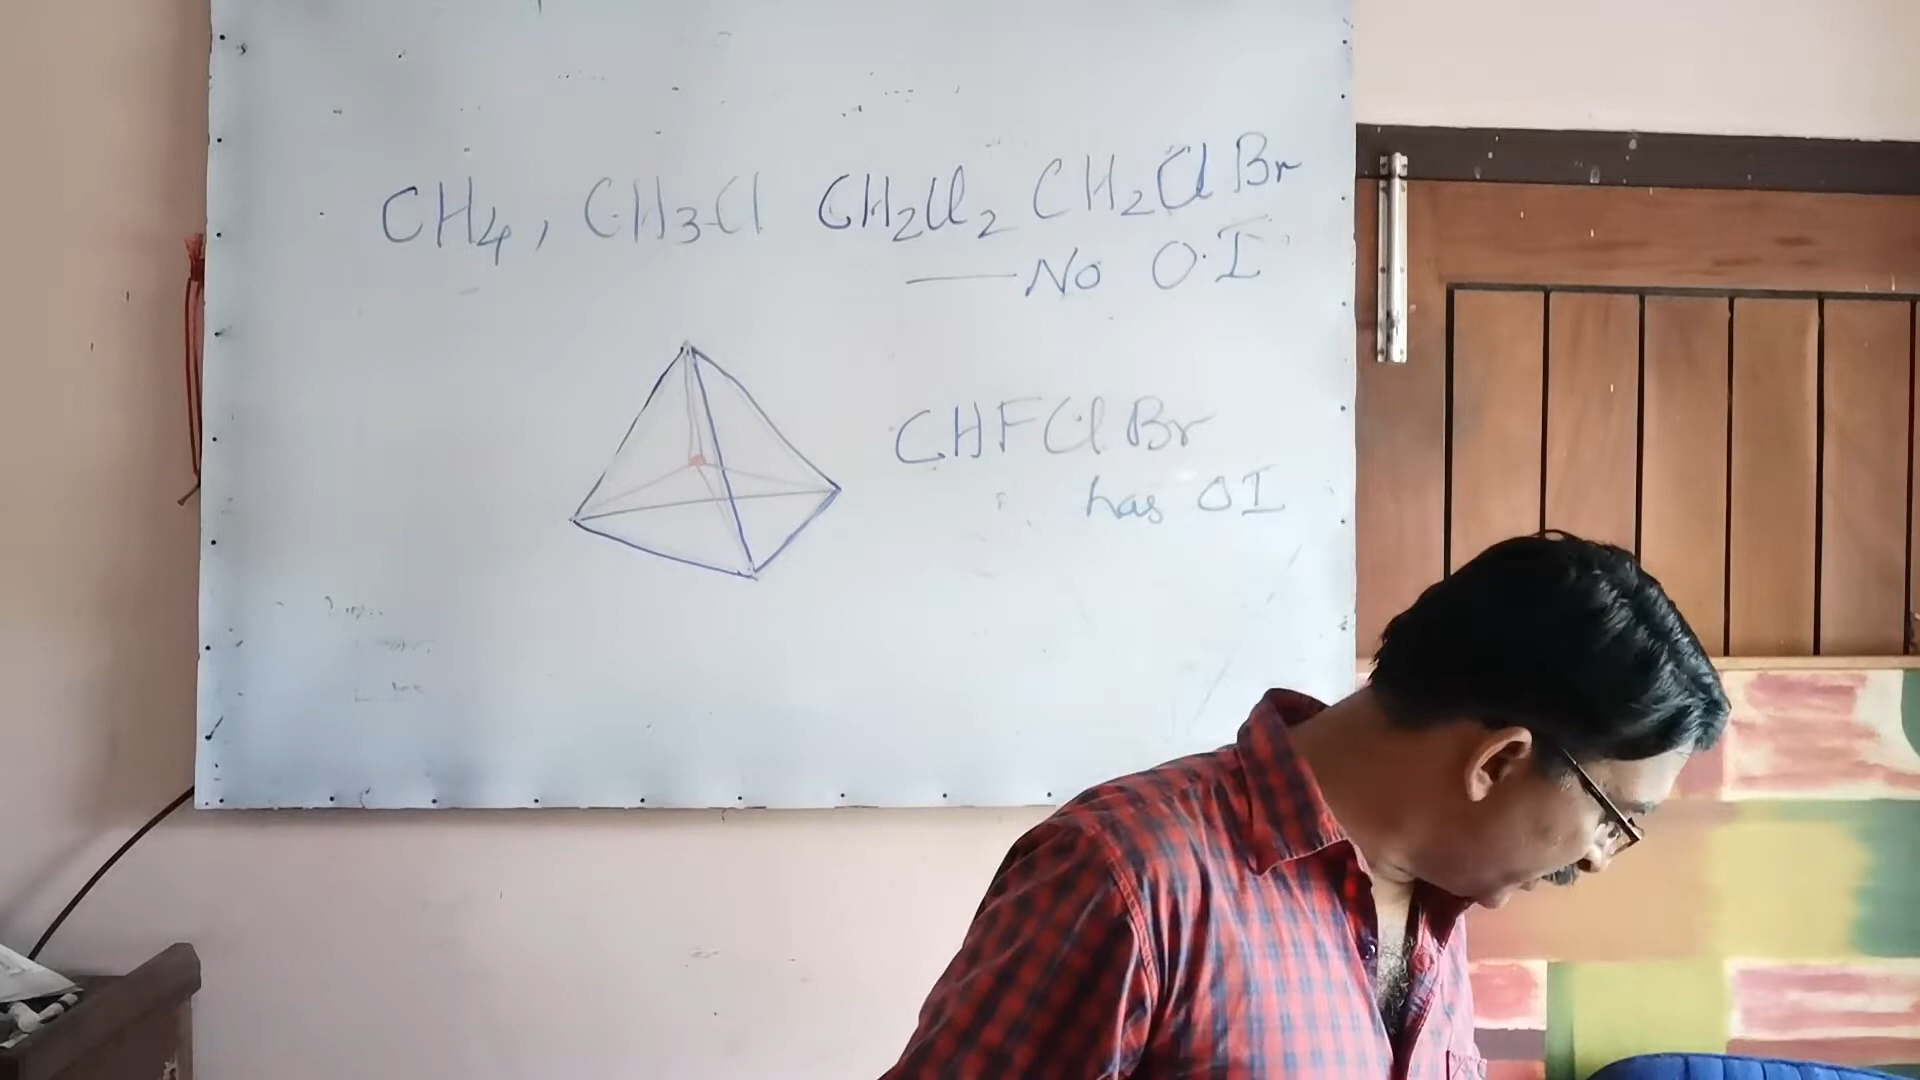 CH4, CH3Cl CH2Cl2 CH2ClBr
— No O.I
CHFClBr
has OI